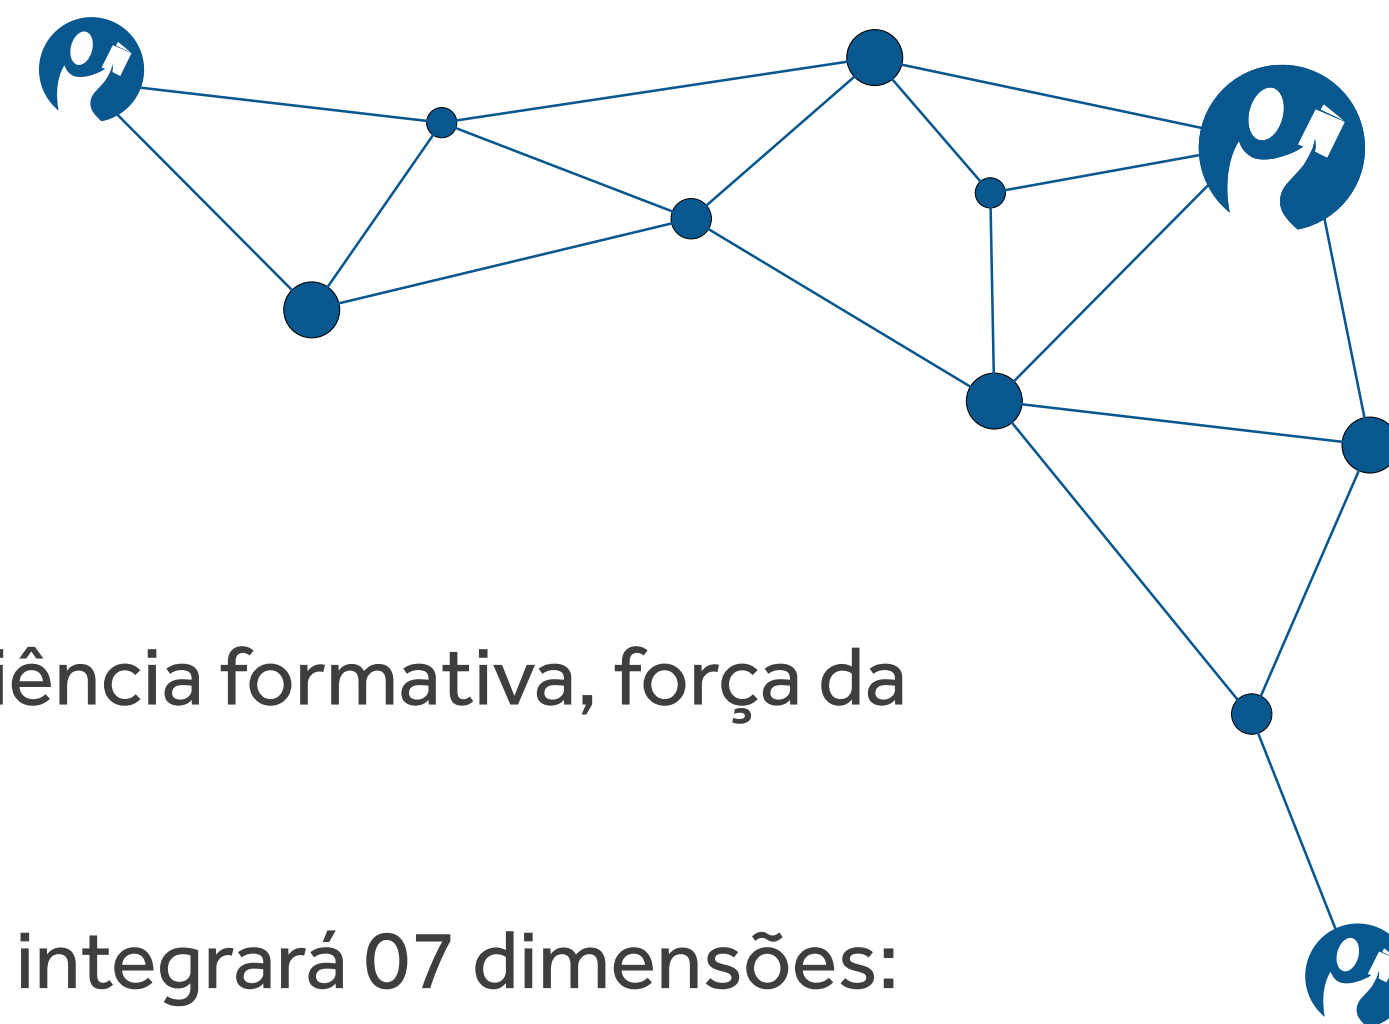 iência formativa, força da
integrará 07 dimensões: